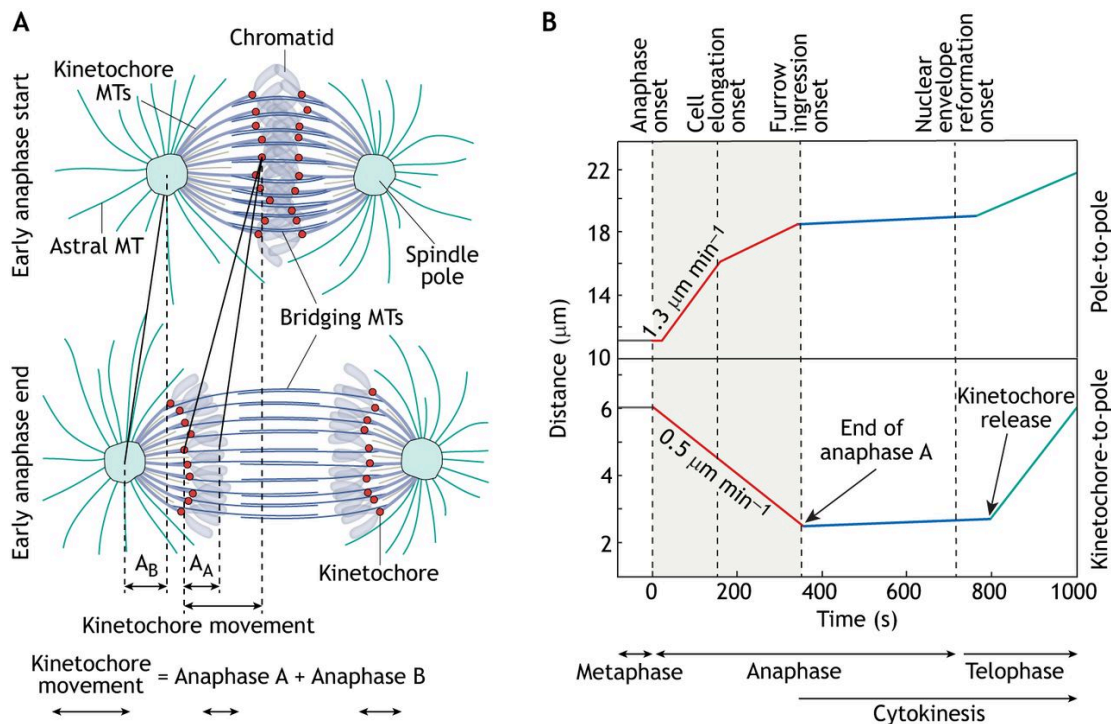 A
Early anaphase start
Chromatid
Kinetochore
MTs
Astral MT
Spindle
pole
Bridging MTs
Early anaphase end
Kinetochore
A_B
A_A
Kinetochore movement
Kinetochore
movement = Anaphase A + Anaphase B
B
Anaphase
onset
Cell
elongation
onset
Furrow
ingression
onset
Nuclear
envelope
reformation
onset
Distance (μm)
22
18
14
10
1.3 μm min⁻¹
Pole-to-pole
6
4
2
0.5 μm min⁻¹
End of
anaphase A
Kinetochore
release
Kinetochore-to-pole
0
200
400
600
800
1000
Time (s)
Metaphase
Anaphase
Telophase
Cytokinesis